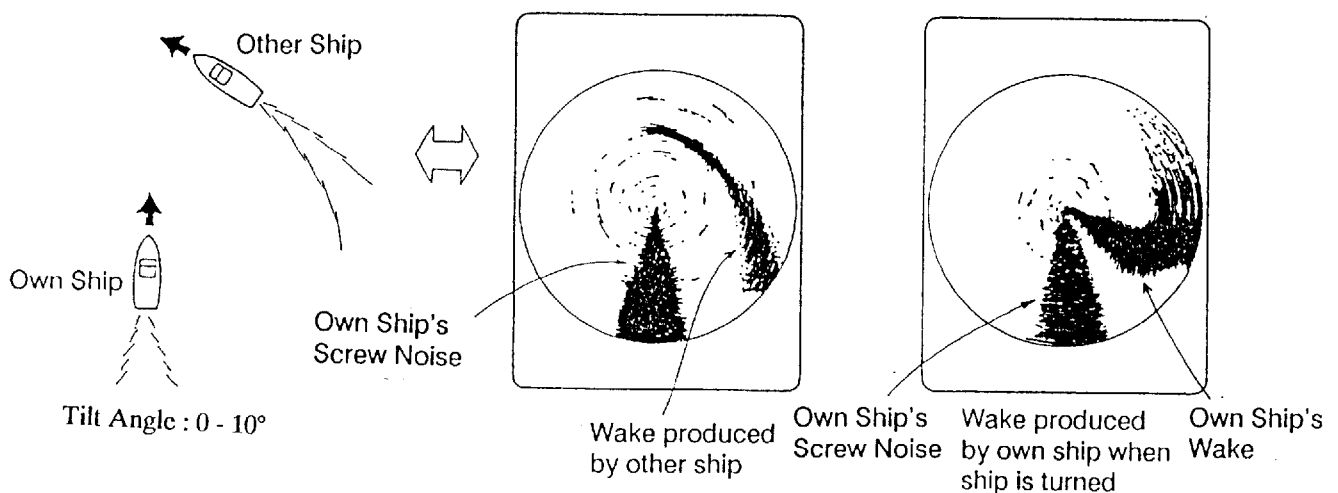 Other Ship
Own Ship
Tilt Angle : 0 - 10°
Own Ship's
Screw Noise
Wake produced
by other ship
Own Ship's
Screw Noise
Wake produced
by own ship when
ship is turned
Own Ship's
Wake